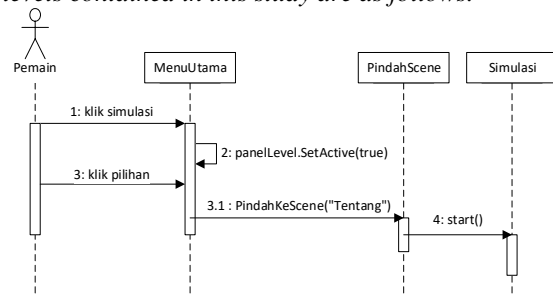 levels contained in this study are as follows:
Pemain
MenuUtama
PindahScene
Simulasi
1: klik simulasi
2: panelLevel.SetActive(true)
3: klik pilihan
3.1 : PindahKeScene("Tentang")
4: start()